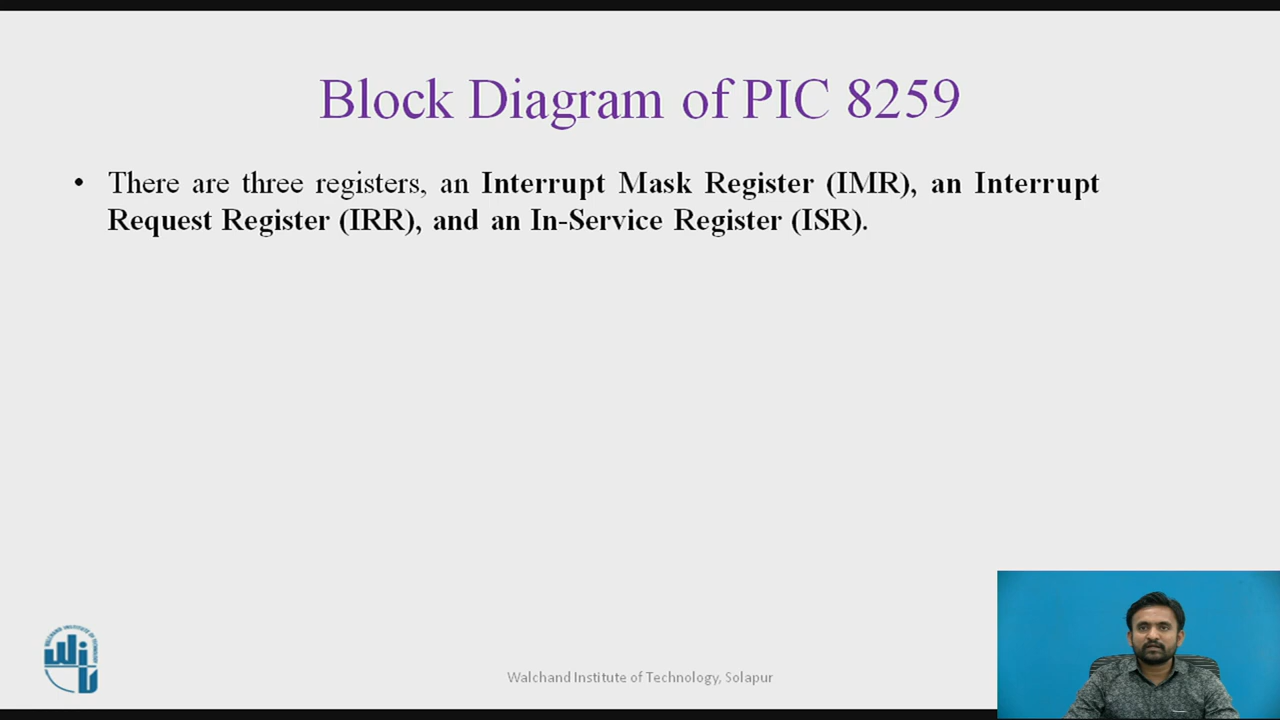 Block Diagram of PIC 8259
• There are three registers, an Interrupt Mask Register (IMR), an Interrupt
Request Register (IRR), and an In-Service Register (ISR).
Walchand Institute of Technology, Solapur